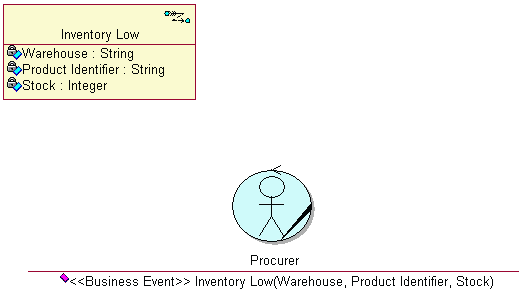 Inventory Low
Warehouse : String
Product Identifier : String
Stock : Integer
Procurer
<<Business Event>> Inventory Low(Warehouse, Product Identifier, Stock)